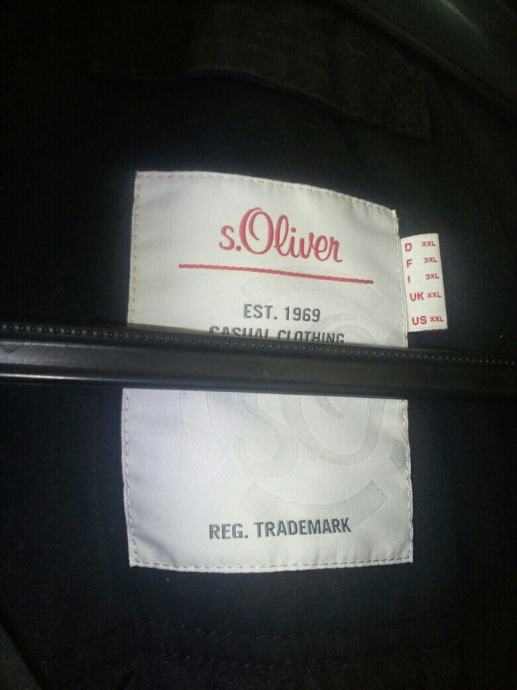 s.Oliver
EST. 1969
CASUAL CLOTHING
REG. TRADEMARK
D XXL
F 3XL
I 3XL
UK XXL
US XXL